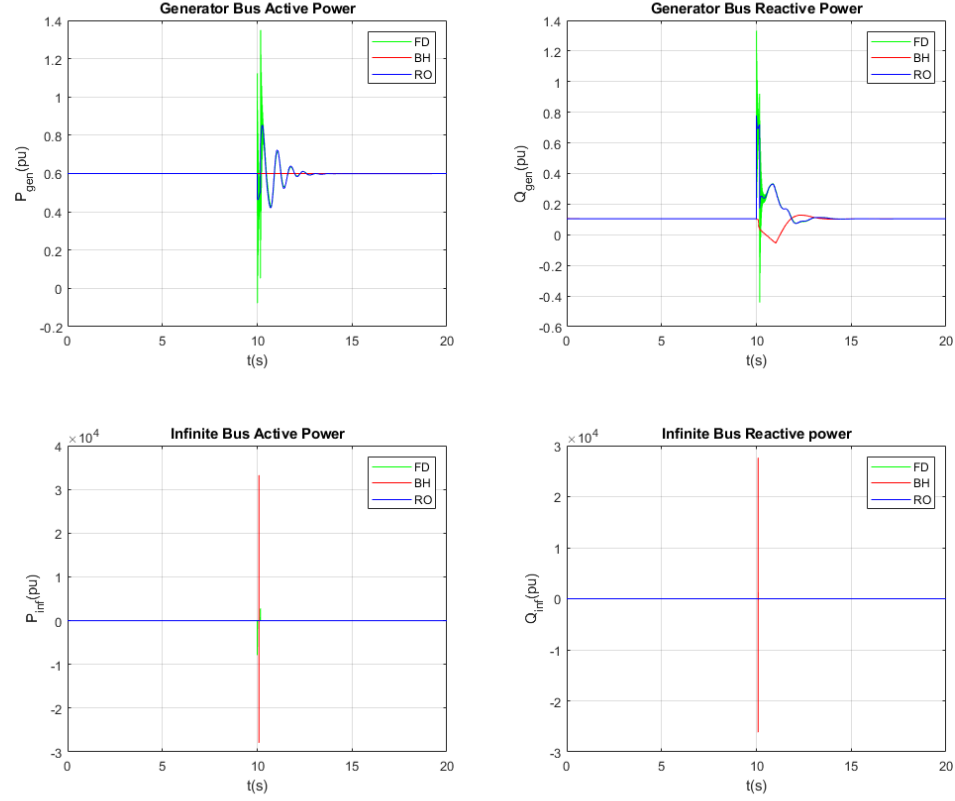 Generator Bus Active Power
1.4
1.2
1
0.8
0.6
0.4
0.2
0
-0.2
P_gen(pu)
0 5 10 15 20
t(s)
FD
BH
RO
Generator Bus Reactive Power
1.4
1.2
1
0.8
0.6
0.4
0.2
0
-0.2
-0.4
-0.6
Q_gen(pu)
0 5 10 15 20
t(s)
FD
BH
RO
Infinite Bus Active Power
×10^4
4
3
2
1
0
-1
-2
-3
P_inf(pu)
0 5 10 15 20
t(s)
FD
BH
RO
Infinite Bus Reactive power
×10^4
3
2
1
0
-1
-2
-3
Q_inf(pu)
0 5 10 15 20
t(s)
FD
BH
RO